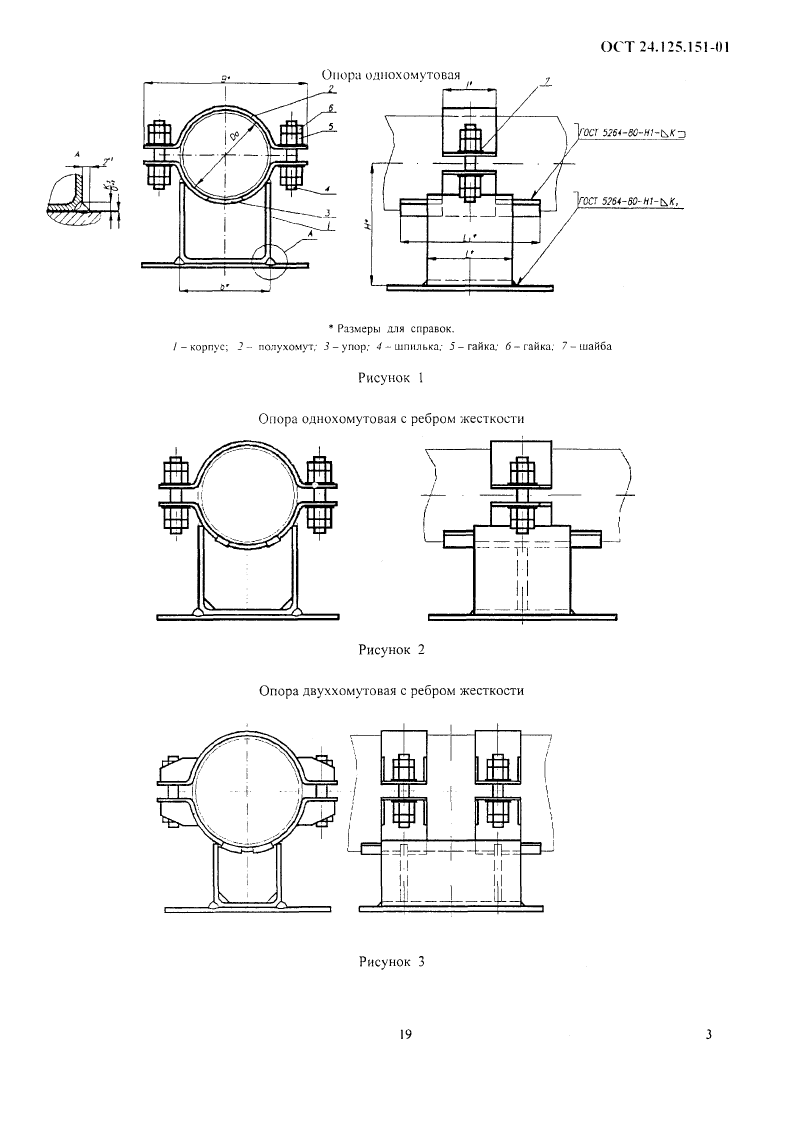 ОСТ 24.125.151-01
Опора однохомутовая
B*
2
6
5
Dо
4
3
1
A
b*
A
K₁
l*
7
ГОСТ 5264-80-Н1-◺К
H*
L₁*
L*
ГОСТ 5264-80-Н1-◺К₁
* Размеры для справок.
1 – корпус; 2 – полухомут; 3 – упор; 4 – шпилька; 5 – гайка; 6 – гайка; 7 – шайба
Рисунок 1
Опора однохомутовая с ребром жесткости
Рисунок 2
Опора двуххомутовая с ребром жесткости
Рисунок 3
19
3